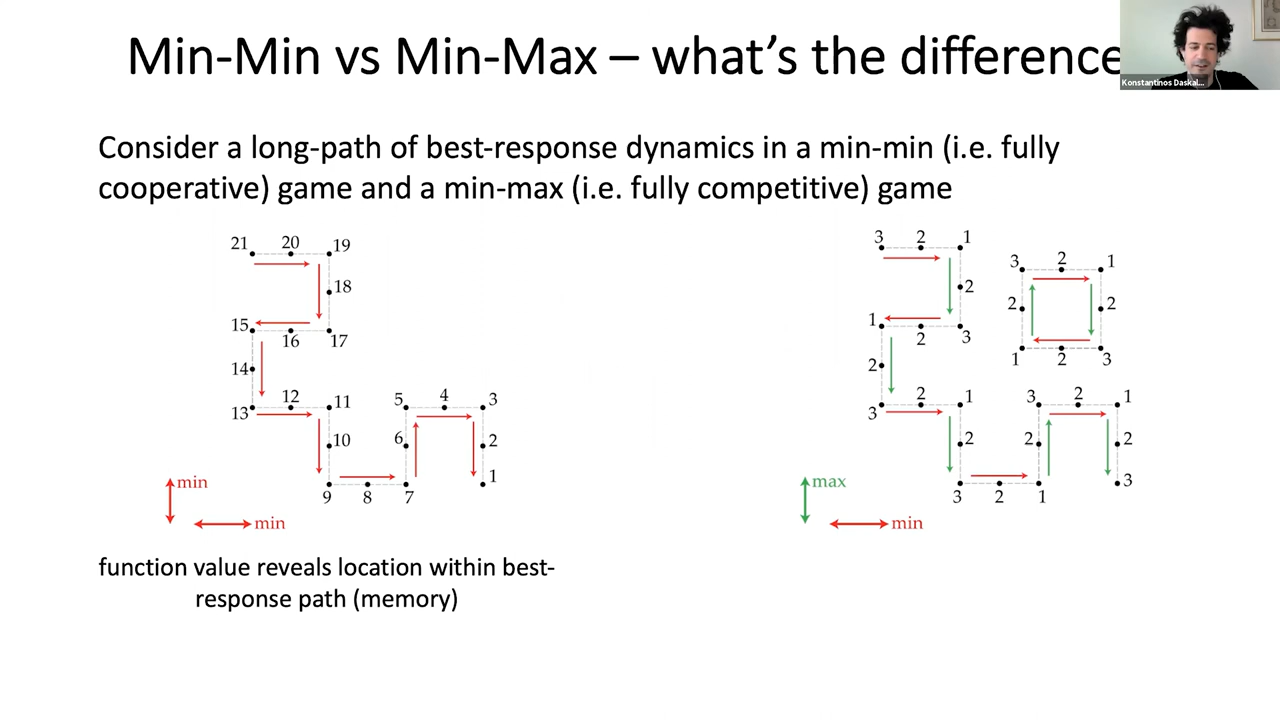 Min-Min vs Min-Max – what's the difference
Konstantinos Daskal...
Consider a long-path of best-response dynamics in a min-min (i.e. fully
cooperative) game and a min-max (i.e. fully competitive) game
21 20 19
18
15 16 17
14
13 12 11 5 4 3
10 6 2
9 8 7 1
min
min
3 2 1
2
1 2 3
2
3 2 1 3 2 1
2 2 2
3 2 1 3
3 2 1
2 2
1 2 3
max
min
function value reveals location within best-
response path (memory)